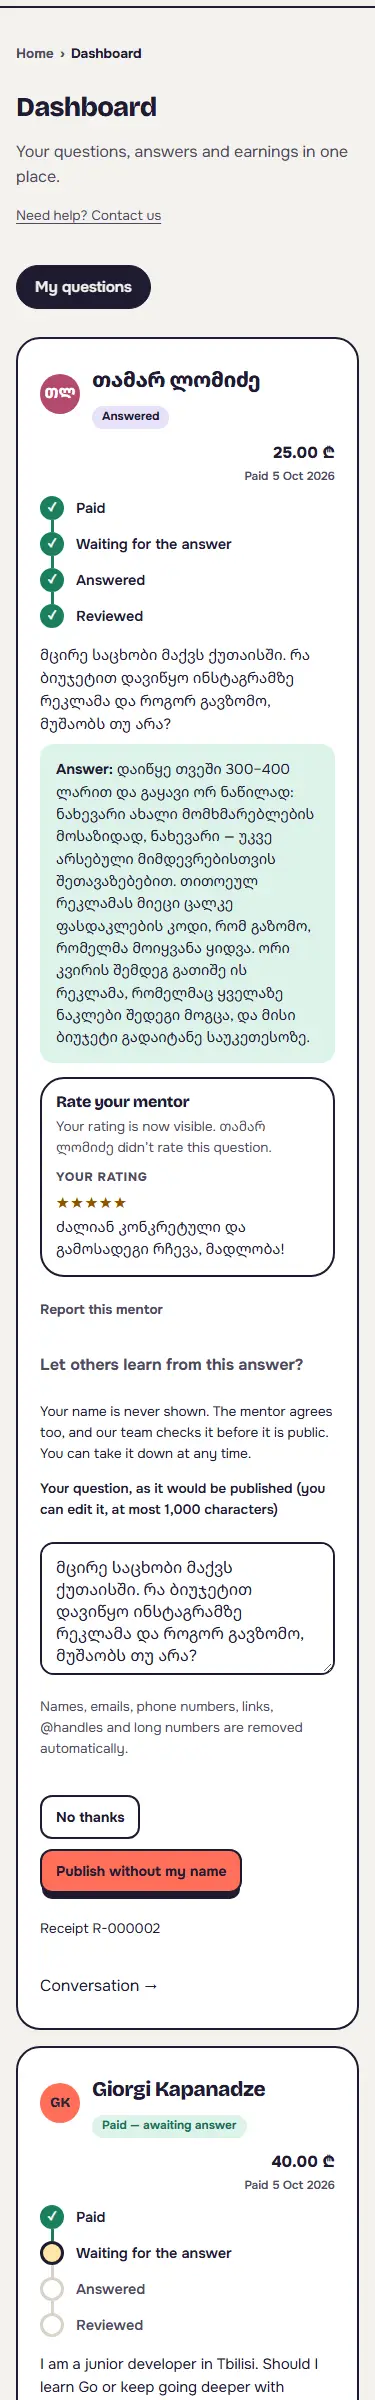 Home › Dashboard
Dashboard
Your questions, answers and earnings in one
place.
Need help? Contact us
My questions
თლ
თამარ ლომიძე
Answered
25.00 ₾
Paid 5 Oct 2026
Paid
Waiting for the answer
Answered
Reviewed
მცირე საცხობი მაქვს ქუთაისში. რა
ბიუჯეტით დავიწყო ინსტაგრამზე
რეკლამა და როგორ გავზომო,
მუშაობს თუ არა?
Answer: დაიწყე თვეში 300–400
ლარით და გაყავი ორ ნაწილად:
ნახევარი ახალი მომხმარებლების
მოსაზიდად, ნახევარი — უკვე
არსებული მიმდევრებისთვის
შეთავაზებებით. თითოეულ
რეკლამას მიეცი ცალკე
ფასდაკლების კოდი, რომ გაზომო,
რომელმა მოიყვანა ყიდვა. ორი
კვირის შემდეგ გათიშე ის
რეკლამა, რომელმაც ყველაზე
ნაკლები შედეგი მოგცა, და მისი
ბიუჯეტი გადაიტანე საუკეთესოზე.
Rate your mentor
Your rating is now visible. თამარ
ლომიძე didn't rate this question.
YOUR RATING
★★★★★
ძალიან კონკრეტული და
გამოსადეგი რჩევა, მადლობა!
Report this mentor
Let others learn from this answer?
Your name is never shown. The mentor agrees
too, and our team checks it before it is public.
You can take it down at any time.
Your question, as it would be published (you
can edit it, at most 1,000 characters)
მცირე საცხობი მაქვს
ქუთაისში. რა ბიუჯეტით
დავიწყო ინსტაგრამზე
რეკლამა და როგორ გავზომო,
მუშაობს თუ არა?
Names, emails, phone numbers, links,
@handles and long numbers are removed
automatically.
No thanks
Publish without my name
Receipt R-000002
Conversation →
GK
Giorgi Kapanadze
Paid — awaiting answer
40.00 ₾
Paid 5 Oct 2026
Paid
Waiting for the answer
Answered
Reviewed
I am a junior developer in Tbilisi. Should I
learn Go or keep going deeper with